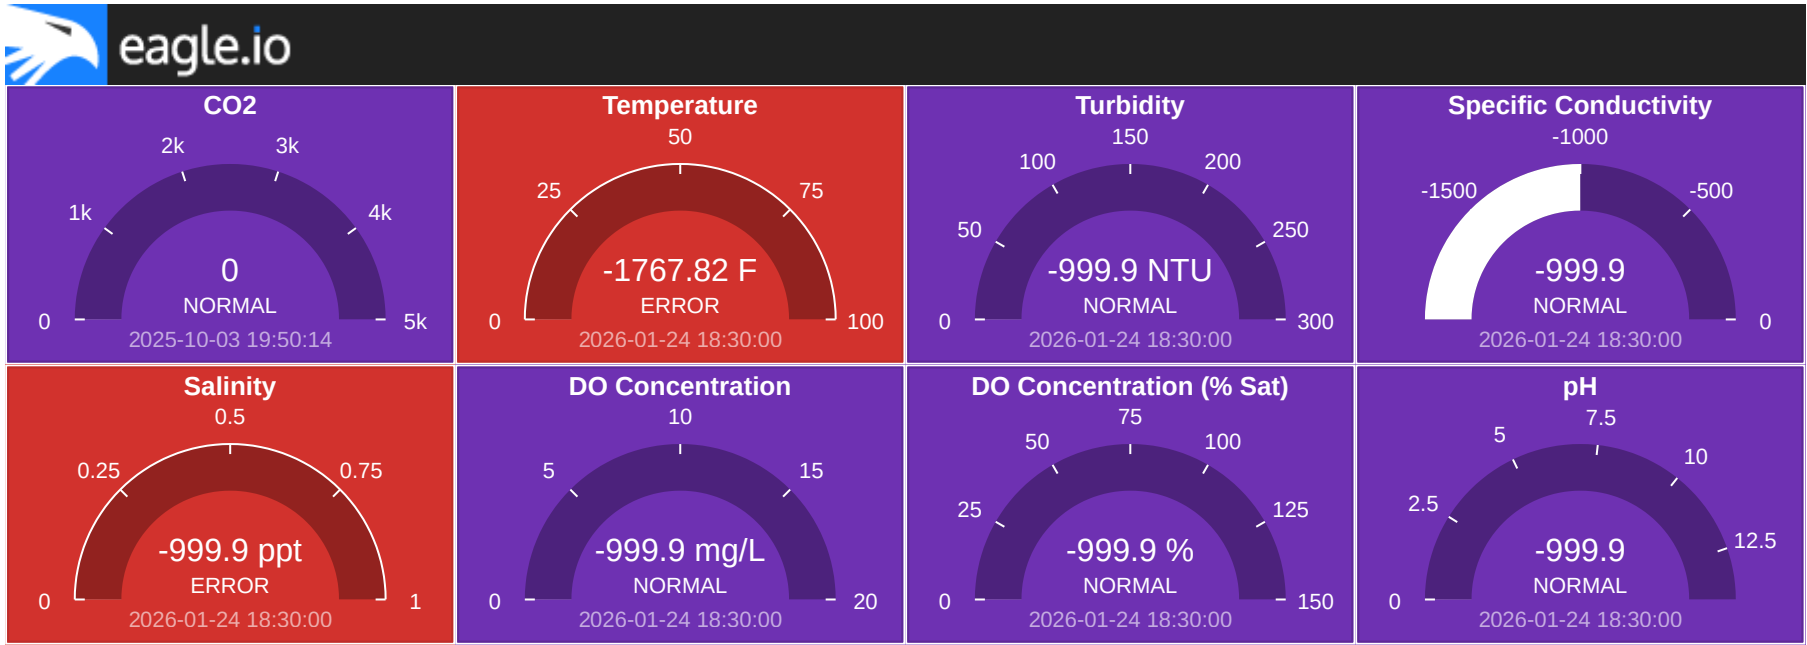 eagle.io
CO2
2k
3k
1k
4k
0
NORMAL
0
5k
2025-10-03 19:50:14
Temperature
50
25
75
-1767.82 F
ERROR
0
100
2026-01-24 18:30:00
Turbidity
150
100
200
50
250
-999.9 NTU
NORMAL
0
300
2026-01-24 18:30:00
Specific Conductivity
-1000
-1500
-500
-999.9
NORMAL
0
2026-01-24 18:30:00
Salinity
0.5
0.25
0.75
-999.9 ppt
ERROR
0
1
2026-01-24 18:30:00
DO Concentration
10
5
15
-999.9 mg/L
NORMAL
0
20
2026-01-24 18:30:00
DO Concentration (% Sat)
75
50
100
25
125
-999.9 %
NORMAL
0
150
2026-01-24 18:30:00
pH
7.5
5
10
2.5
12.5
-999.9
NORMAL
0
2026-01-24 18:30:00